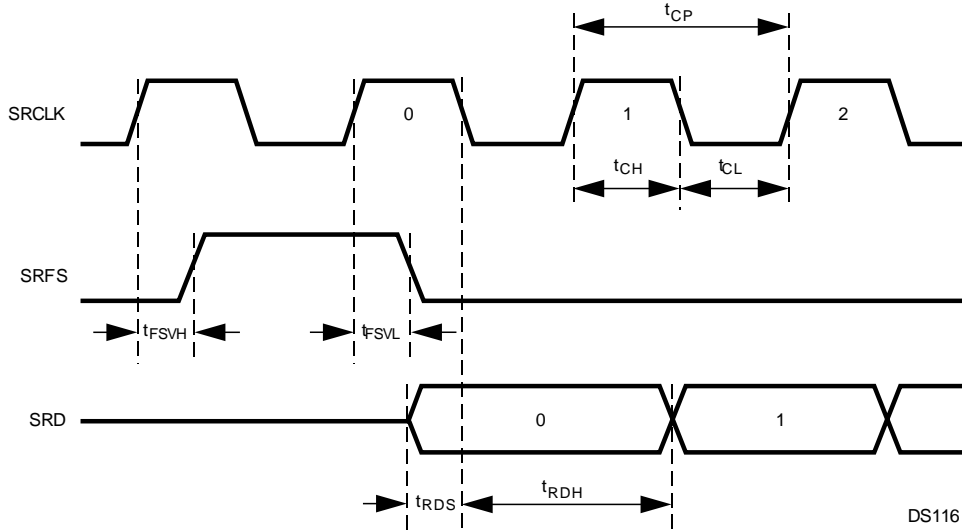 tCP
SRCLK
0
1
2
tCH
tCL
SRFS
tFSVH
tFSVL
SRD
0
1
tRDS
tRDH
DS116